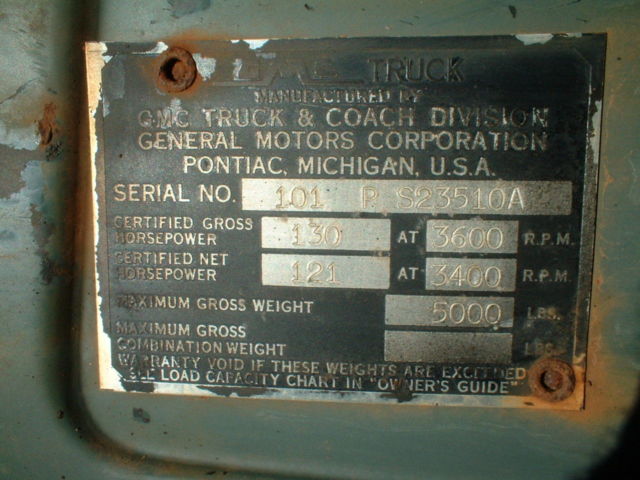 GMC TRUCK
MANUFACTURED BY
GMC TRUCK & COACH DIVISION
GENERAL MOTORS CORPORATION
PONTIAC, MICHIGAN, U.S.A.
SERIAL NO. 101 P S23510A
CERTIFIED GROSS HORSEPOWER 130 AT 3600 R.P.M.
CERTIFIED NET HORSEPOWER 121 AT 3400 R.P.M.
MAXIMUM GROSS WEIGHT 5000 LBS.
MAXIMUM GROSS
COMBINATION WEIGHT LBS.
WARRANTY VOID IF THESE WEIGHTS ARE EXCEEDED
SEE LOAD CAPACITY CHART IN "OWNER'S GUIDE"